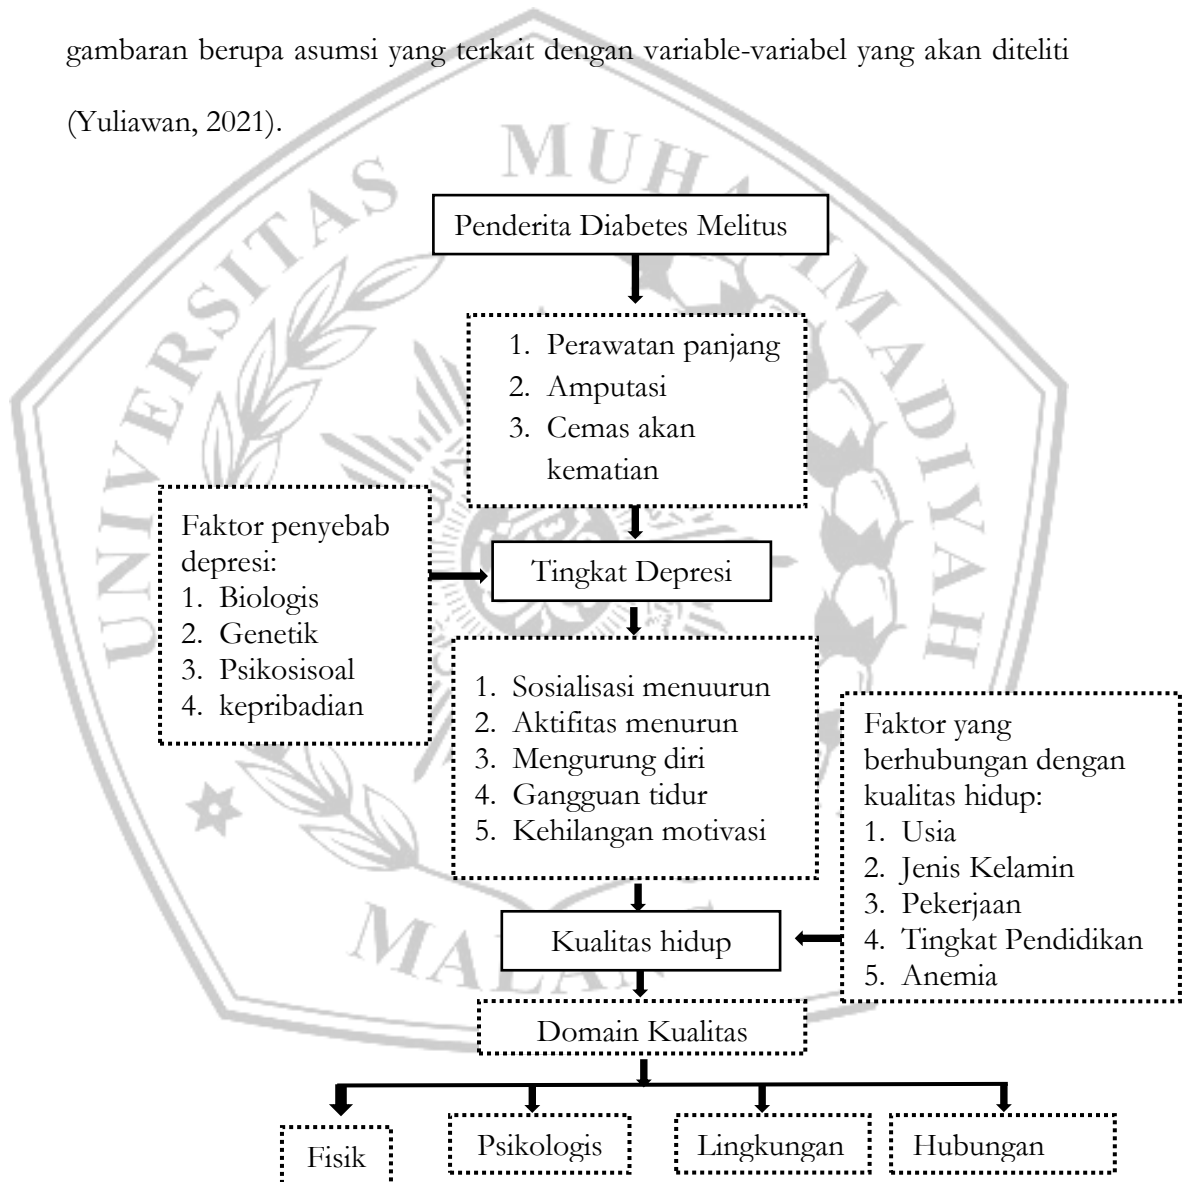 gambaran berupa asumsi yang terkait dengan variable-variabel yang akan diteliti
(Yuliawan, 2021).
UNIVERSITAS MUHAMMADIYAH
MALANG
Penderita Diabetes Melitus
1. Perawatan panjang
2. Amputasi
3. Cemas akan
kematian
Faktor penyebab
depresi:
1. Biologis
2. Genetik
3. Psikosisoal
4. kepribadian
Tingkat Depresi
1. Sosialisasi menuurun
2. Aktifitas menurun
3. Mengurung diri
4. Gangguan tidur
5. Kehilangan motivasi
Faktor yang
berhubungan dengan
kualitas hidup:
1. Usia
2. Jenis Kelamin
3. Pekerjaan
4. Tingkat Pendidikan
5. Anemia
Kualitas hidup
Domain Kualitas
Fisik
Psikologis
Lingkungan
Hubungan